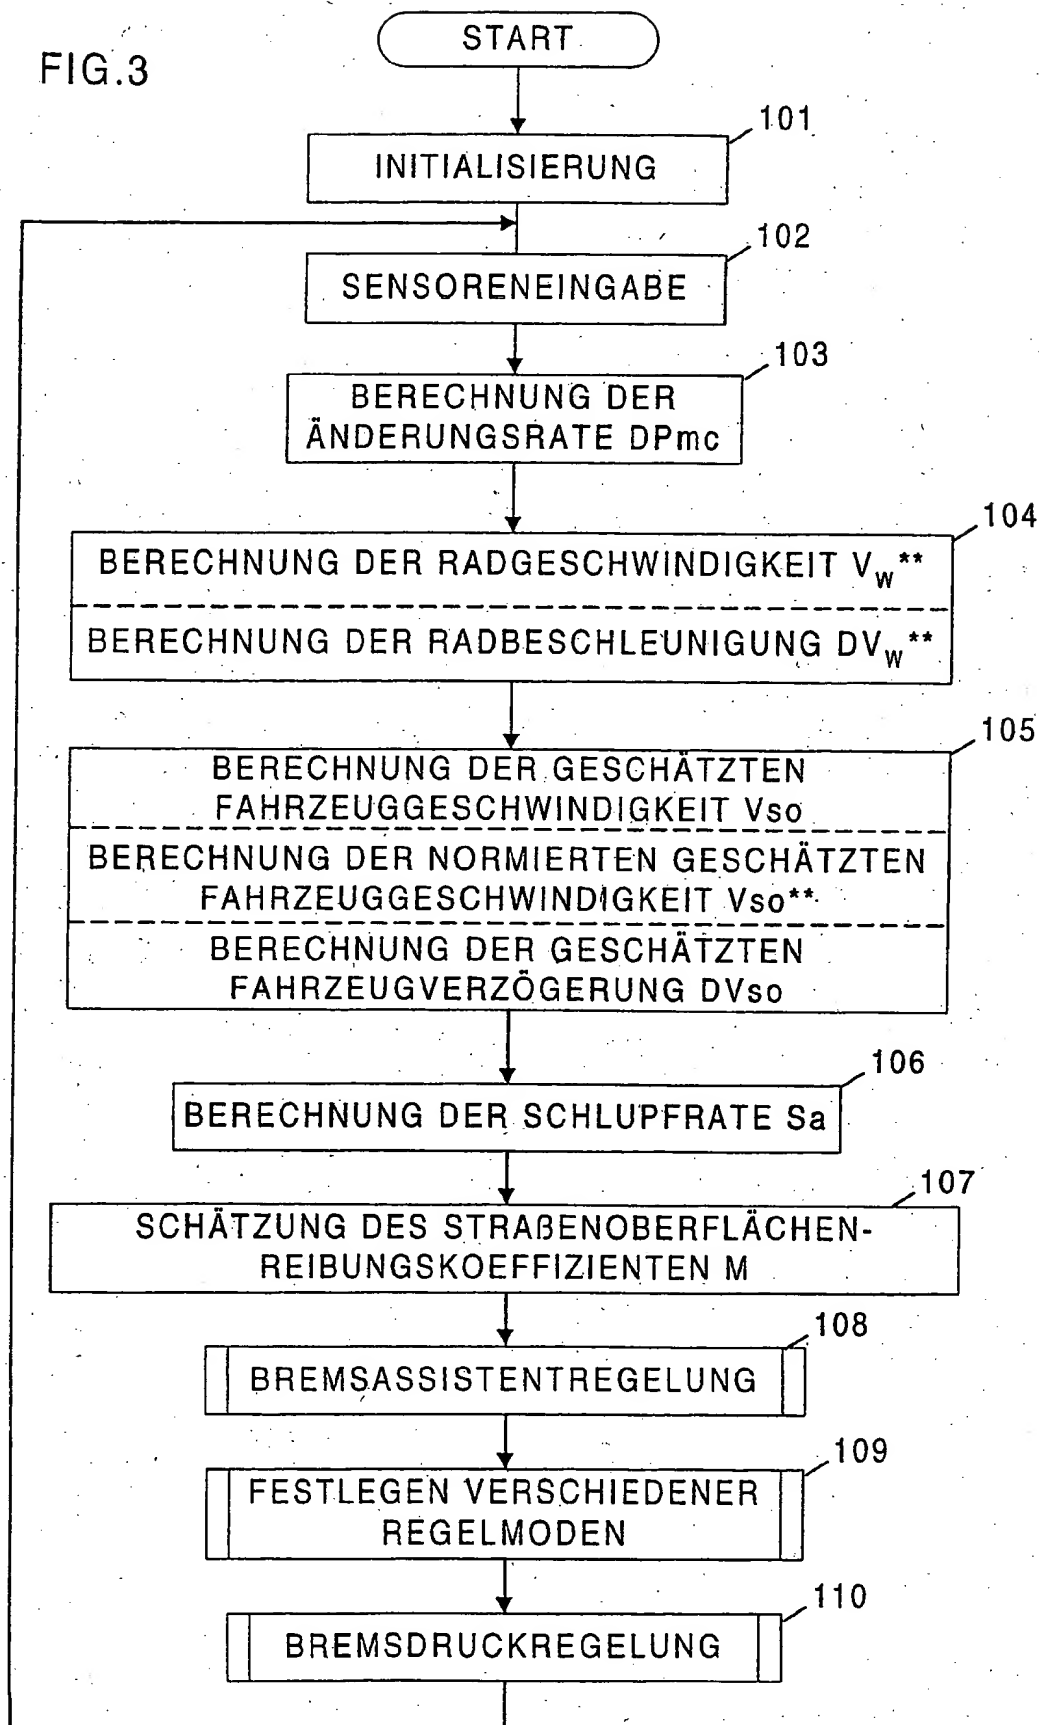 FIG.3
START
101
INITIALISIERUNG
102
SENSORENEINGABE
103
BERECHNUNG DER
ÄNDERUNGSRATE DPmc
104
BERECHNUNG DER RADGESCHWINDIGKEIT Vw**
BERECHNUNG DER RADBESCHLEUNIGUNG DVw**
105
BERECHNUNG DER GESCHÄTZTEN
FAHRZEUGGESCHWINDIGKEIT Vso
BERECHNUNG DER NORMIERTEN GESCHÄTZTEN
FAHRZEUGGESCHWINDIGKEIT Vso**
BERECHNUNG DER GESCHÄTZTEN
FAHRZEUGVERZÖGERUNG DVso
106
BERECHNUNG DER SCHLUPFRATE Sa
107
SCHÄTZUNG DES STRAßENOBERFLÄCHEN-
REIBUNGSKOEFFIZIENTEN M
108
BREMSASSISTENTREGELUNG
109
FESTLEGEN VERSCHIEDENER
REGELMODEN
110
BREMSDRUCKREGELUNG